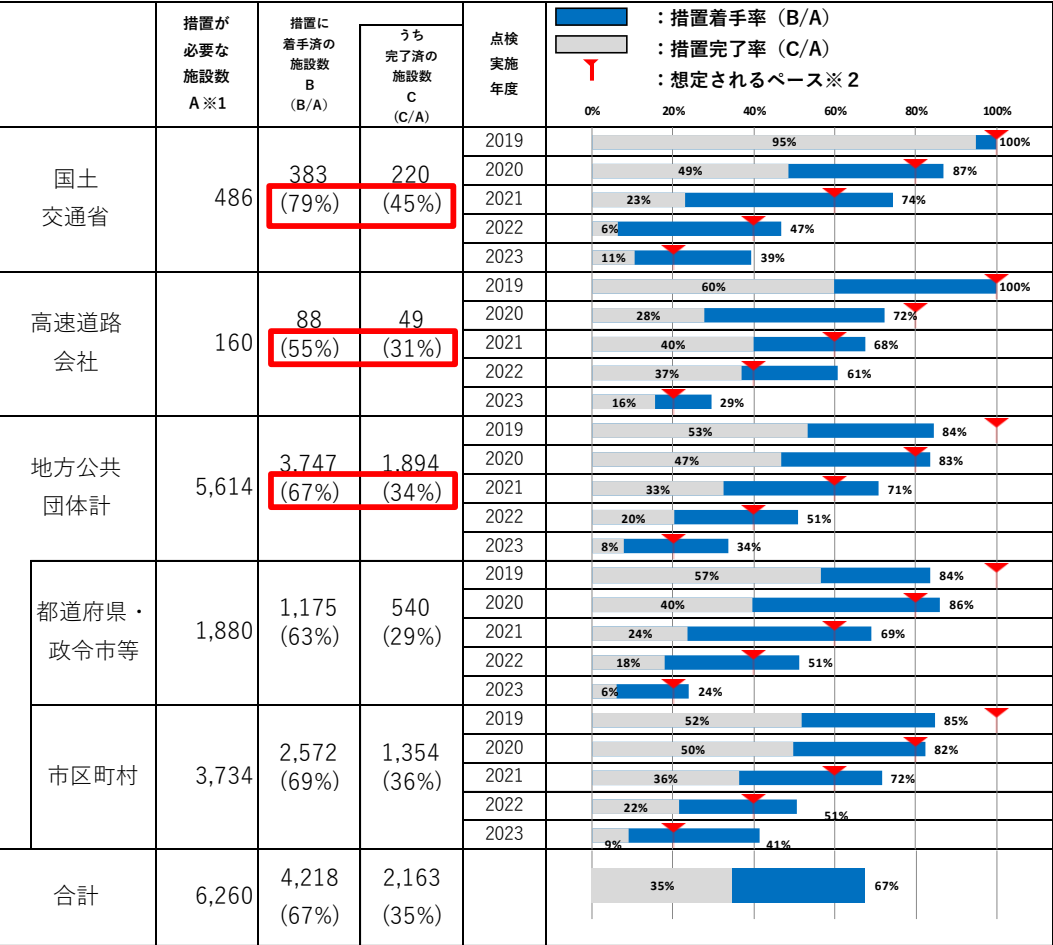 措置が
必要な
施設数
A ※1
措置に
着手済の
施設数
B
(B/A)
うち
完了済の
施設数
C
(C/A)
点検
実施
年度
：措置着手率（B/A）
：措置完了率（C/A）
：想定されるペース※２
0% 20% 40% 60% 80% 100%
国土
交通省
486
383
(79%)
220
(45%)
2019 95% 100%
2020 49% 87%
2021 23% 74%
2022 6% 47%
2023 11% 39%
高速道路
会社
160
88
(55%)
49
(31%)
2019 60% 100%
2020 28% 72%
2021 40% 68%
2022 37% 61%
2023 16% 29%
地方公共
団体計
5,614
3,747
(67%)
1,894
(34%)
2019 53% 84%
2020 47% 83%
2021 33% 71%
2022 20% 51%
2023 8% 34%
都道府県・
政令市等
1,880
1,175
(63%)
540
(29%)
2019 57% 84%
2020 40% 86%
2021 24% 69%
2022 18% 51%
2023 6% 24%
市区町村
3,734
2,572
(69%)
1,354
(36%)
2019 52% 85%
2020 50% 82%
2021 36% 72%
2022 22% 51%
2023 9% 41%
合計
6,260
4,218
(67%)
2,163
(35%)
35% 67%